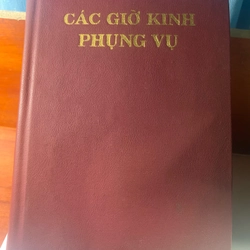 CÁC GIỜ KINH
PHỤNG VỤ